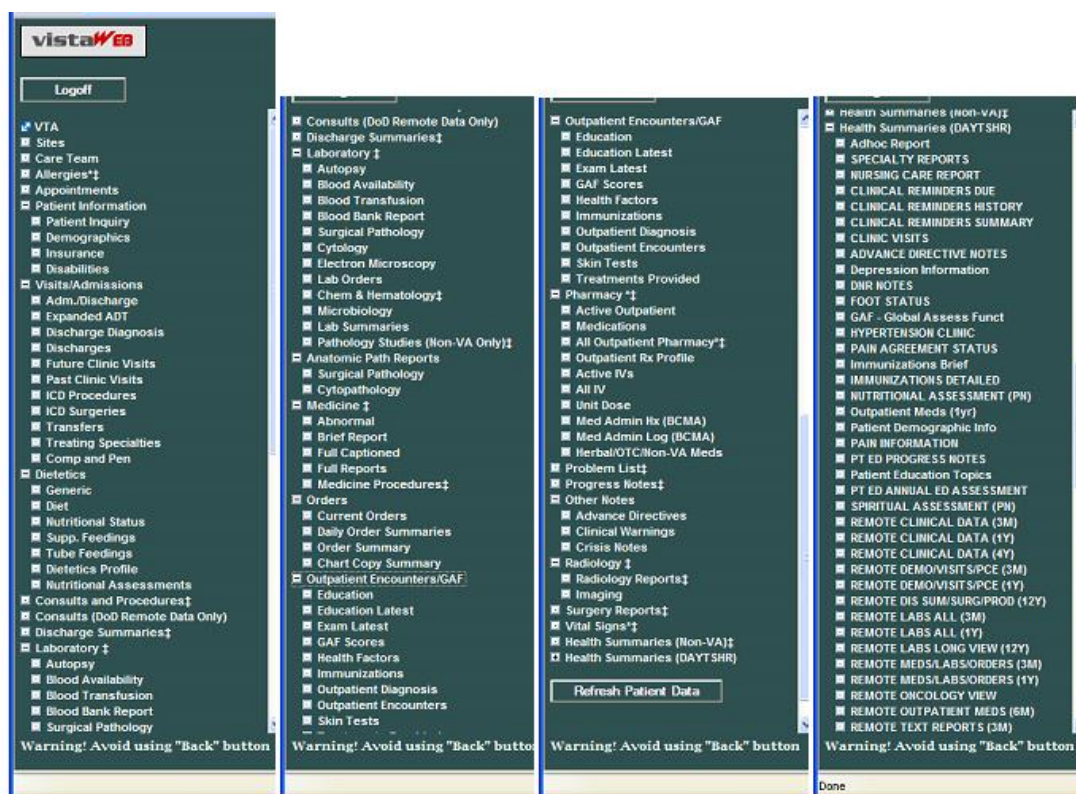 vistaWEB
Logoff
VTA
Sites
Care Team
Allergies*‡
Appointments
Patient Information
Patient Inquiry
Demographics
Insurance
Disabilities
Visits/Admissions
Adm./Discharge
Expanded ADT
Discharge Diagnosis
Discharges
Future Clinic Visits
Past Clinic Visits
ICD Procedures
ICD Surgeries
Transfers
Treating Specialties
Comp and Pen
Dietetics
Generic
Diet
Nutritional Status
Supp. Feedings
Tube Feedings
Dietetics Profile
Nutritional Assessments
Consults and Procedures‡
Consults (DoD Remote Data Only)
Discharge Summaries‡
Laboratory ‡
Autopsy
Blood Availability
Blood Transfusion
Blood Bank Report
Surgical Pathology
Warning! Avoid using "Back" button
Consults (DoD Remote Data Only)
Discharge Summaries‡
Laboratory ‡
Autopsy
Blood Availability
Blood Transfusion
Blood Bank Report
Surgical Pathology
Cytology
Electron Microscopy
Lab Orders
Chem & Hematology‡
Microbiology
Lab Summaries
Pathology Studies (Non-VA Only)‡
Anatomic Path Reports
Surgical Pathology
Cytopathology
Medicine ‡
Abnormal
Brief Report
Full Captioned
Full Reports
Medicine Procedures‡
Orders
Current Orders
Daily Order Summaries
Order Summary
Chart Copy Summary
Outpatient Encounters/GAF
Education
Education Latest
Exam Latest
GAF Scores
Health Factors
Immunizations
Outpatient Diagnosis
Outpatient Encounters
Skin Tests
Warning! Avoid using "Back" butto
Outpatient Encounters/GAF
Education
Education Latest
Exam Latest
GAF Scores
Health Factors
Immunizations
Outpatient Diagnosis
Outpatient Encounters
Skin Tests
Treatments Provided
Pharmacy *‡
Active Outpatient
Medications
All Outpatient Pharmacy*‡
Outpatient Rx Profile
Active IVs
All IV
Unit Dose
Med Admin Hx (BCMA)
Med Admin Log (BCMA)
Herbal/OTC/Non-VA Meds
Problem List‡
Progress Notes‡
Other Notes
Advance Directives
Clinical Warnings
Crisis Notes
Radiology ‡
Radiology Reports‡
Imaging
Surgery Reports‡
Vital Signs*‡
Health Summaries (Non-VA)‡
Health Summaries (DAYTSHR)
Refresh Patient Data
Warning! Avoid using "Back" button
Health Summaries (Non-VA)‡
Health Summaries (DAYTSHR)
Adhoc Report
SPECIALTY REPORTS
NURSING CARE REPORT
CLINICAL REMINDERS DUE
CLINICAL REMINDERS HISTORY
CLINICAL REMINDERS SUMMARY
CLINIC VISITS
ADVANCE DIRECTIVE NOTES
Depression Information
DNR NOTES
FOOT STATUS
GAF - Global Assess Funct
HYPERTENSION CLINIC
PAIN AGREEMENT STATUS
Immunizations Brief
IMMUNIZATIONS DETAILED
NUTRITIONAL ASSESSMENT (PN)
Outpatient Meds (1yr)
Patient Demographic Info
PAIN INFORMATION
PT ED PROGRESS NOTES
Patient Education Topics
PT ED ANNUAL ED ASSESSMENT
SPIRITUAL ASSESSMENT (PN)
REMOTE CLINICAL DATA (3M)
REMOTE CLINICAL DATA (1Y)
REMOTE CLINICAL DATA (4Y)
REMOTE DEMO/VISITS/PCE (3M)
REMOTE DEMO/VISITS/PCE (1Y)
REMOTE DIS SUM/SURG/PROD (12Y)
REMOTE LABS ALL (3M)
REMOTE LABS ALL (1Y)
REMOTE LABS LONG VIEW (12Y)
REMOTE MEDS/LABS/ORDERS (3M)
REMOTE MEDS/LABS/ORDERS (1Y)
REMOTE ONCOLOGY VIEW
REMOTE OUTPATIENT MEDS (6M)
REMOTE TEXT REPORTS (3M)
Warning! Avoid using "Back" button
Done